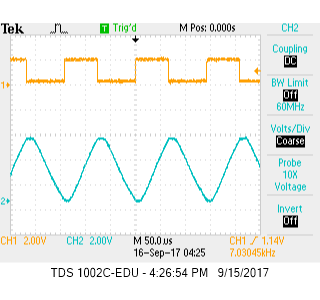 Tek T Trig'd M Pos: 0.000s CH2
Coupling
DC
BW Limit
Off
60MHz
Volts/Div
Coarse
Probe
10X
Voltage
Invert
Off
1
2
CH1 2.00V CH2 2.00V M 50.0µs CH1 / 1.14V
16-Sep-17 04:25 7.03045kHz
TDS 1002C-EDU - 4:26:54 PM 9/15/2017